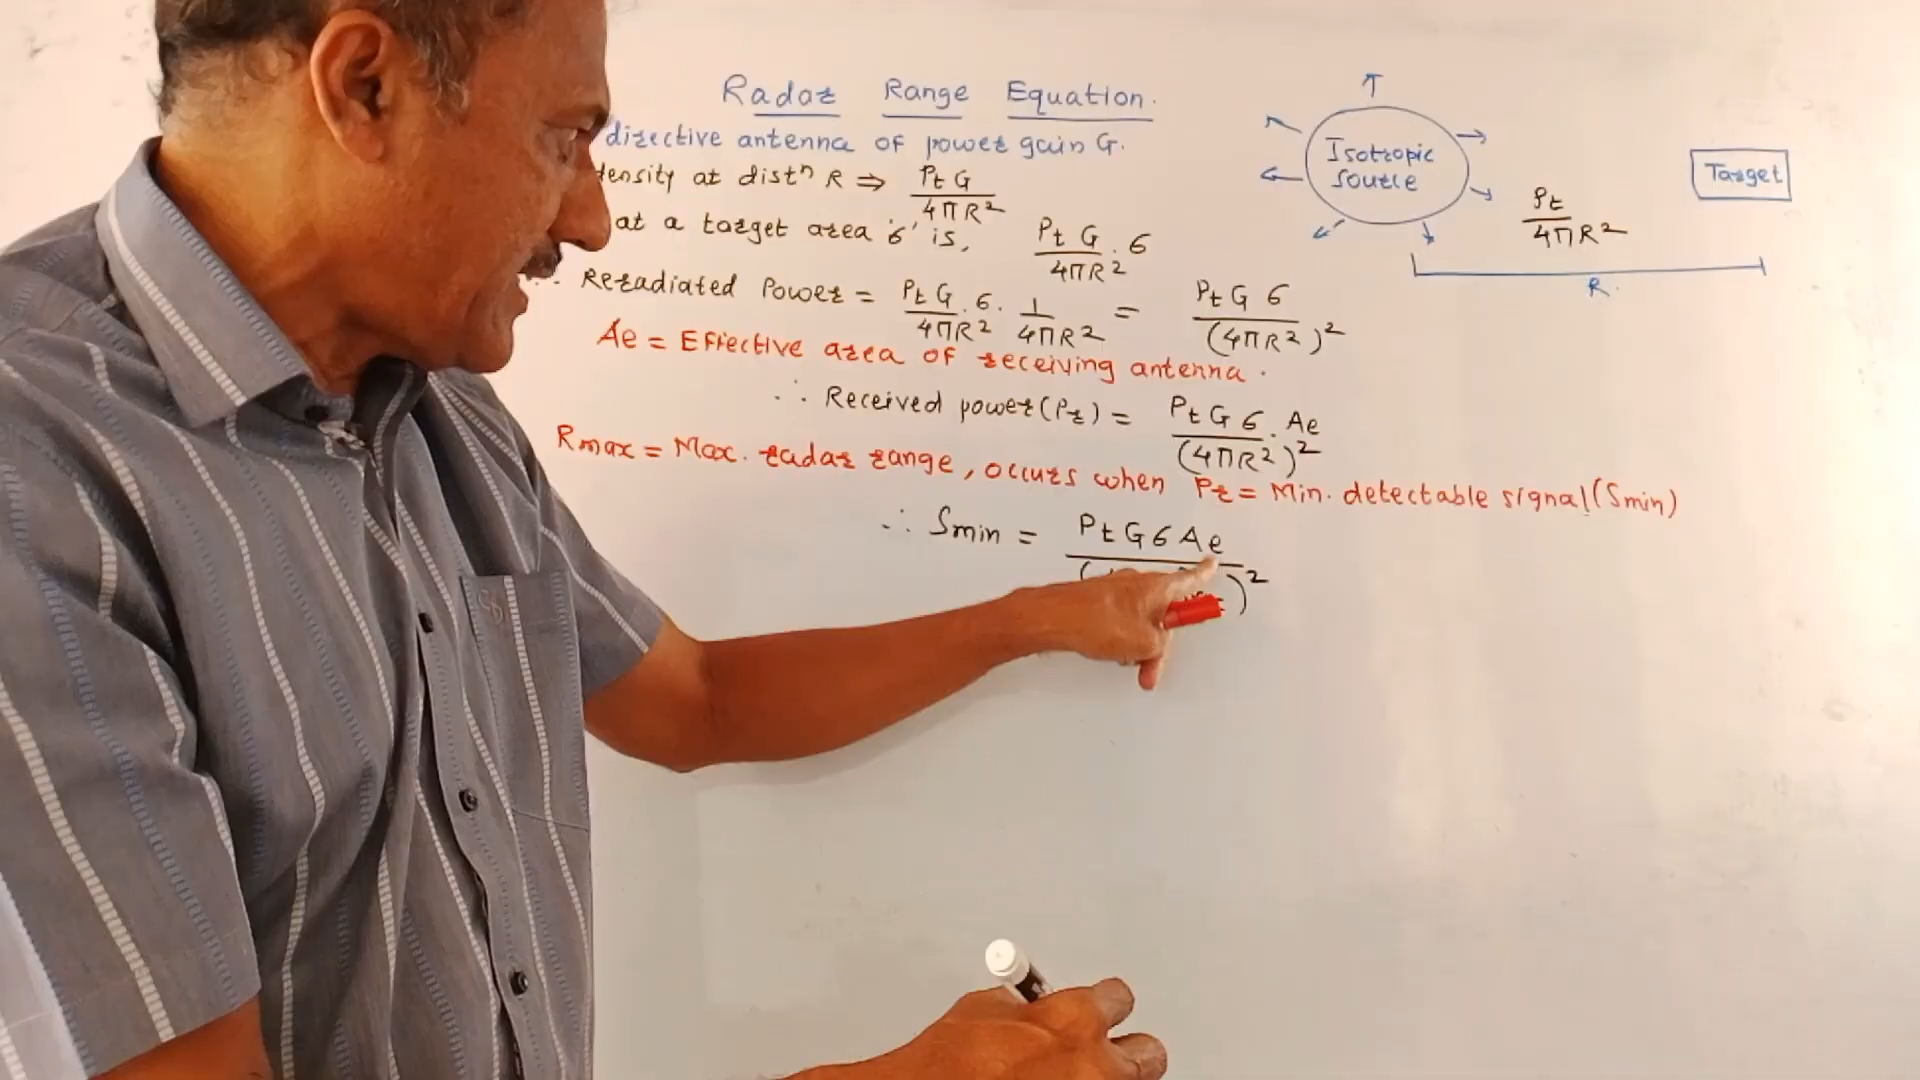 Radar Range Equation.
directive antenna of power gain G.
density at distⁿ R ⇒ PtG / 4πR²
at a target area 'σ' is, Pt G / 4πR² . σ
∴ Reradiated Power = Pt G / 4πR² . σ . 1 / 4πR² = Pt G σ / (4πR²)²
Ae = Effective area of receiving antenna.
∴ Received power (Pr) = Pt G σ / (4πR²)² . Ae
Rmax = Max. radar range, occurs when Pr = Min. detectable signal (Smin)
∴ Smin = Pt G σ Ae / ( )²
Isotropic
source
Pt / 4πR²
Target
R.